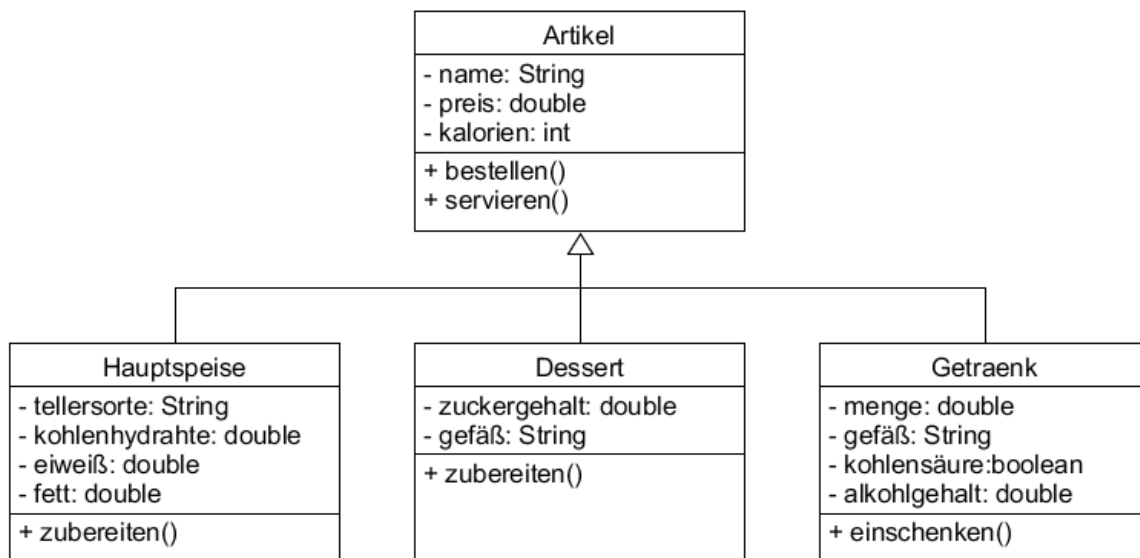 Artikel
- name: String
- preis: double
- kalorien: int
+ bestellen()
+ servieren()
Hauptspeise
- tellersorte: String
- kohlenhydrahte: double
- eiweiß: double
- fett: double
+ zubereiten()
Dessert
- zuckergehalt: double
- gefäß: String
+ zubereiten()
Getraenk
- menge: double
- gefäß: String
- kohlensäure:boolean
- alkohlgehalt: double
+ einschenken()